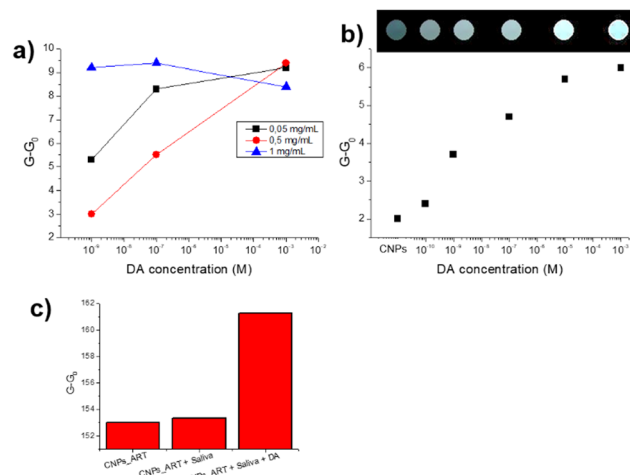 a)
10
9
8
7
6
5
4
3
2
G-G₀
0,05 mg/mL
0,5 mg/mL
1 mg/mL
10⁻⁹ 10⁻⁸ 10⁻⁷ 10⁻⁶ 10⁻⁵ 10⁻⁴ 10⁻³ 10⁻²
DA concentration (M)
b)
6
5
4
3
2
G-G₀
CNPs 10⁻¹⁰ 10⁻⁹ 10⁻⁸ 10⁻⁷ 10⁻⁶ 10⁻⁵ 10⁻⁴ 10⁻³
DA concentration (M)
c)
162
160
158
156
154
152
G-G₀
CNPs_ART
CNPs_ART + Saliva
Ps_ART + Saliva + DA